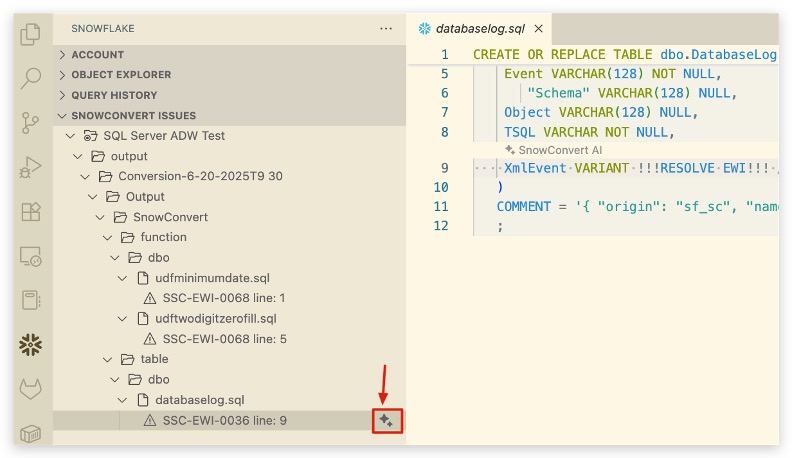 SNOWFLAKE
ACCOUNT
OBJECT EXPLORER
QUERY HISTORY
SNOWCONVERT ISSUES
SQL Server ADW Test
output
Conversion-6-20-2025T9 30
Output
SnowConvert
function
dbo
udfminimumdate.sql
SSC-EWI-0068 line: 1
udftwodigitzerofill.sql
SSC-EWI-0068 line: 5
table
dbo
databaselog.sql
SSC-EWI-0036 line: 9
databaselog.sql
1 CREATE OR REPLACE TABLE dbo.DatabaseLog
5 Event VARCHAR(128) NOT NULL,
6 "Schema" VARCHAR(128) NULL,
7 Object VARCHAR(128) NULL,
8 TSQL VARCHAR NOT NULL,
SnowConvert AI
9 XmlEvent VARIANT !!!RESOLVE EWI!!! /
10 )
11 COMMENT = '{ "origin": "sf_sc", "nam
12 ;